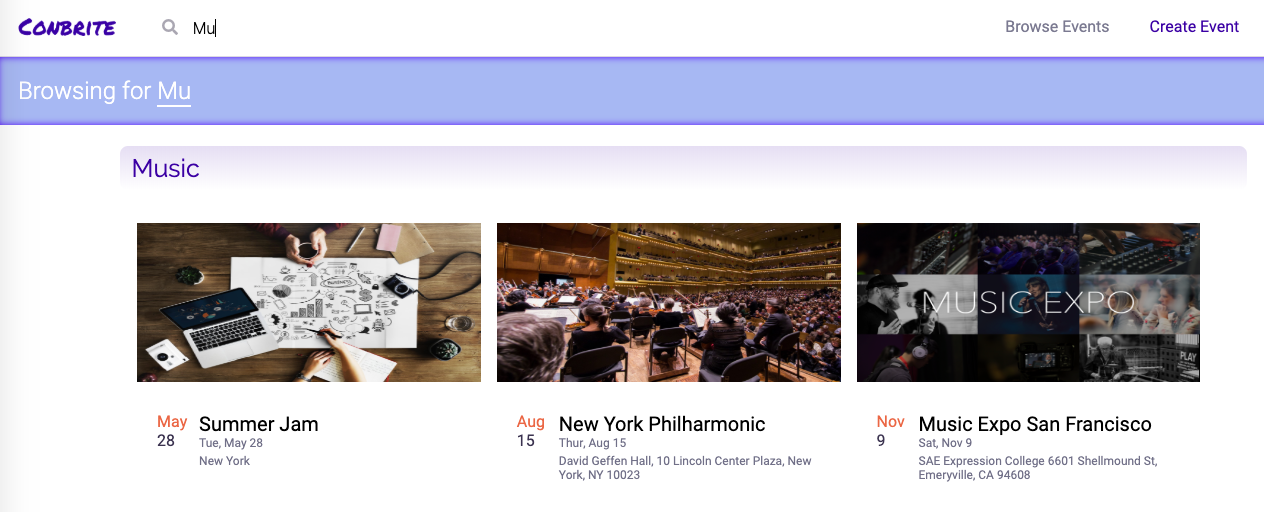 CONBRITE
Mu
Browse Events
Create Event
Browsing for Mu
Music
MUSIC EXPO
PLAY
May
28
Summer Jam
Tue, May 28
New York
Aug
15
New York Philharmonic
Thur, Aug 15
David Geffen Hall, 10 Lincoln Center Plaza, New
York, NY 10023
Nov
9
Music Expo San Francisco
Sat, Nov 9
SAE Expression College 6601 Shellmound St,
Emeryville, CA 94608